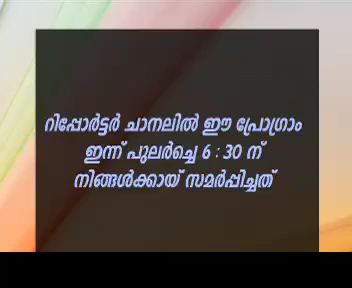 റിപ്പോർട്ടർ ചാനലിൽ ഈ പ്രോഗ്രാം
ഇന്ന് പുലർച്ചെ 6 : 30 ന്
നിങ്ങൾക്കായ് സമർപ്പിച്ചത്